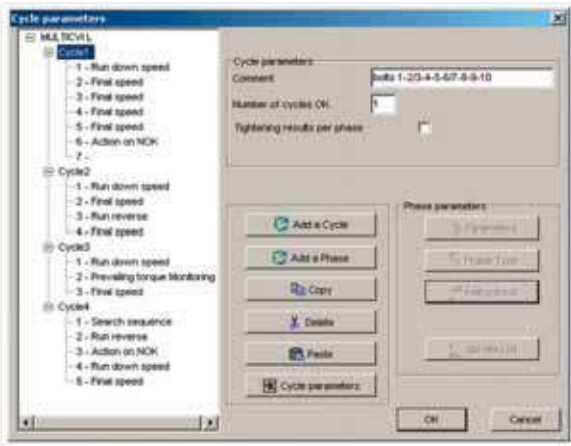 Cycle parameters
MULTICVIL
Cycle1
1 - Run down speed
2 - Final speed
3 - Final speed
4 - Final speed
5 - Final speed
6 - Action on NOK
7 -
Cycle2
1 - Run down speed
2 - Final speed
3 - Run reverse
4 - Final speed
Cycle3
1 - Run down speed
2 - Prevailing torque Monitoring
3 - Final speed
Cycle4
1 - Search sequence
2 - Run reverse
3 - Action on NOK
4 - Run down speed
5 - Final speed
Cycle parameters
Comment
bolts 1-2/3-4-5-6/7-8-9-10
Number of cycles OK
1
Tightening results per phase
Add a Cycle
Add a Phase
Copy
Delete
Paste
Cycle parameters
Phase parameters
Parameters
Phase Type
OK
Cancel